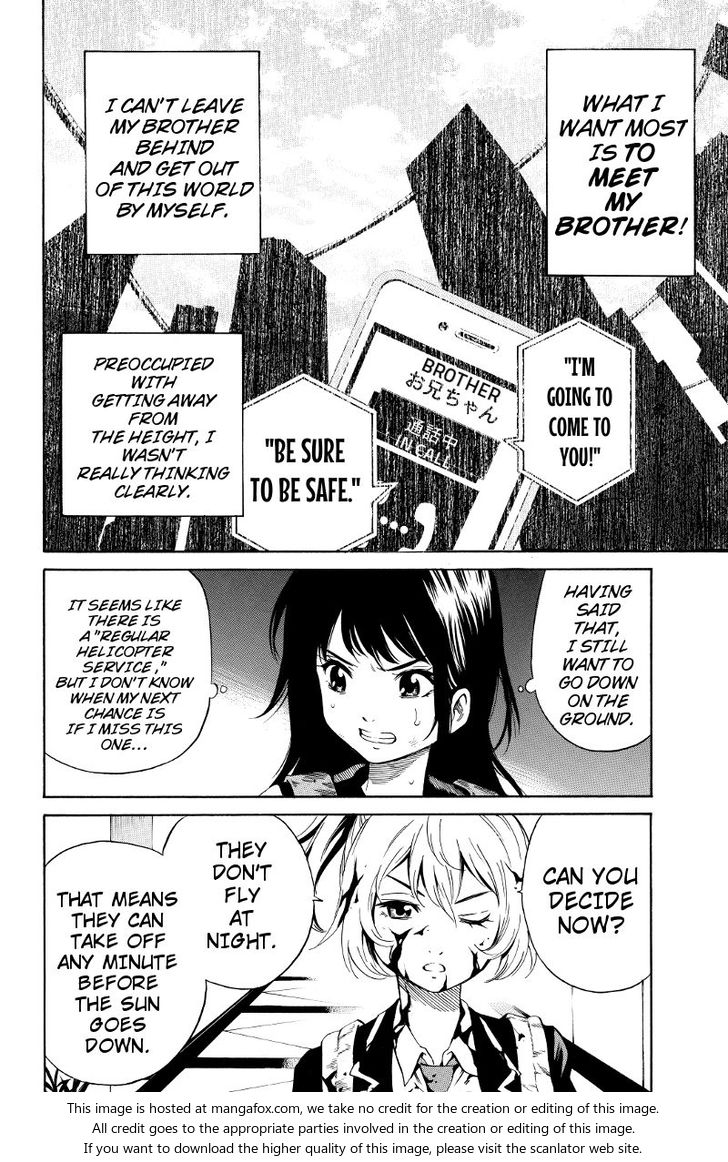 WHAT I
WANT MOST
IS TO
MEET
MY
BROTHER!
I CAN'T LEAVE
MY BROTHER
BEHIND
AND GET OUT
OF THIS WORLD
BY MYSELF.
"I'M
GOING TO
COME TO
YOU!"
BROTHER
お兄ちゃん
通話中
IN CALL
"BE SURE
TO BE SAFE."
PREOCCUPIED
WITH
GETTING AWAY
FROM
THE HEIGHT, I
WASN'T
REALLY THINKING
CLEARLY.
HAVING
SAID
THAT,
I STILL
WANT TO
GO DOWN
ON THE
GROUND.
IT SEEMS LIKE
THERE IS
A "REGULAR
HELICOPTER
SERVICE,"
BUT I DON'T KNOW
WHEN MY NEXT
CHANCE IS
IF I MISS THIS
ONE...
CAN YOU
DECIDE
NOW?
THEY
DON'T
FLY
AT
NIGHT.
THAT MEANS
THEY CAN
TAKE OFF
ANY MINUTE
BEFORE
THE SUN
GOES
DOWN.
This image is hosted at mangafox.com, we take no credit for the creation or editing of this image.
All credit goes to the appropriate parties involved in the creation or editing of this image.
If you want to download the higher quality of this image, please visit the scanlator web site.